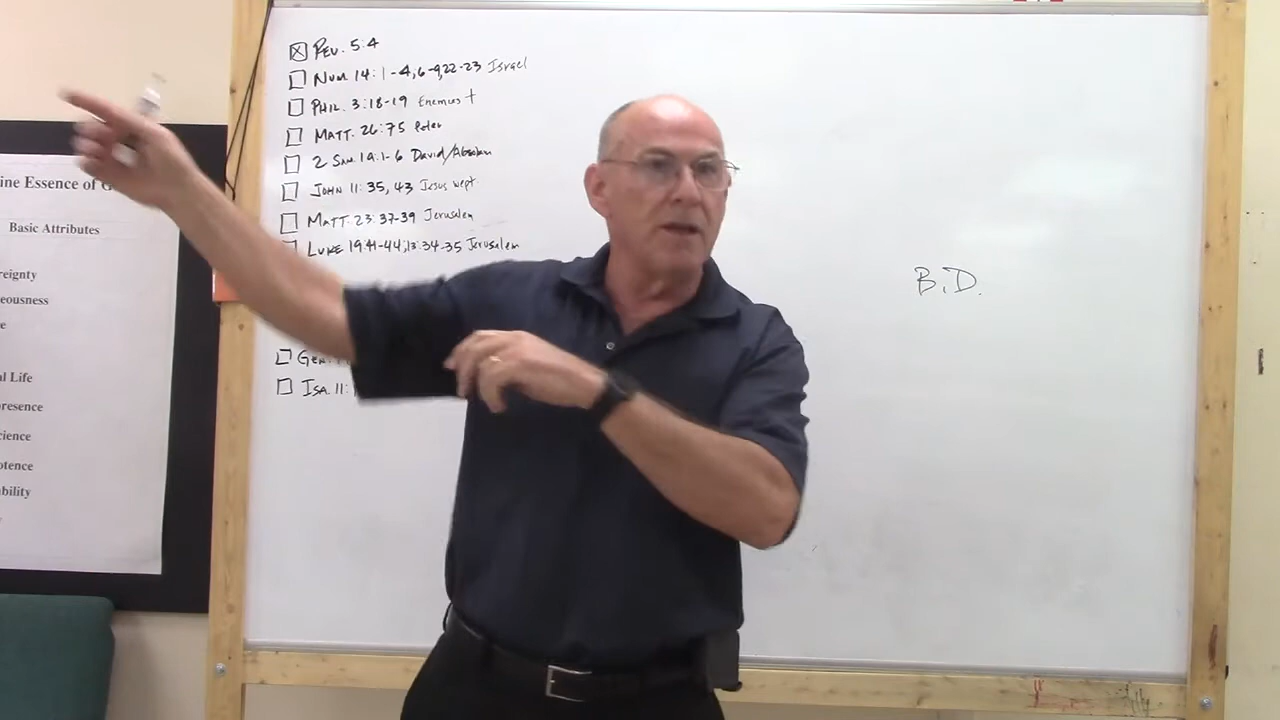 ine Essence of G
Basic Attributes
reignty
eousness
e
al Life
resence
cience
otence
ability
Rev. 5:4
Num 14:1-4,6-9,22-23 Israel
Phil. 3:18-19 Enemies +
Matt. 26:75 Peter
2 Sam 19:1-6 David/Absalom
John 11:35, 43 Jesus wept
Matt. 23:37-39 Jerusalem
Luke 19:41-44; 13:34-35 Jerusalem
Gen.
Isa. 11:
B.D.